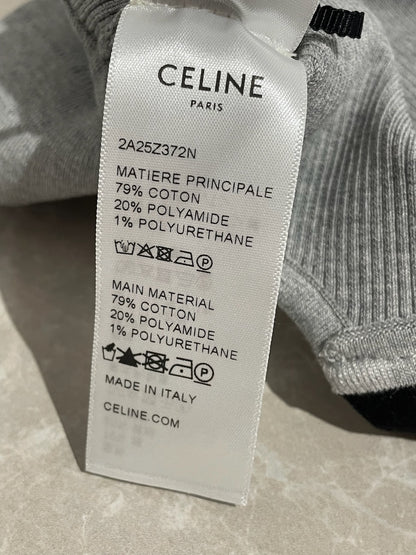 CELINE
PARIS
2A25Z372N
MATIERE PRINCIPALE
79% COTON
20% POLYAMIDE
1% POLYURETHANE
P
MAIN MATERIAL
79% COTTON
20% POLYAMIDE
1% POLYURETHANE
P
MADE IN ITALY
CELINE.COM